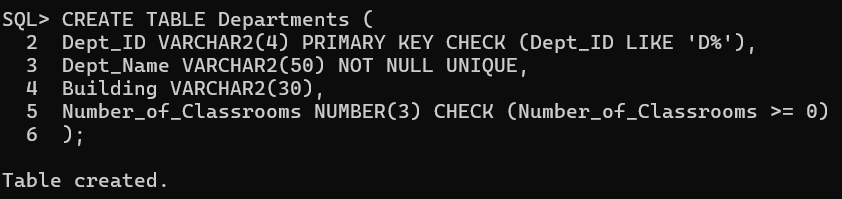 SQL> CREATE TABLE Departments (
  2  Dept_ID VARCHAR2(4) PRIMARY KEY CHECK (Dept_ID LIKE 'D%'),
  3  Dept_Name VARCHAR2(50) NOT NULL UNIQUE,
  4  Building VARCHAR2(30),
  5  Number_of_Classrooms NUMBER(3) CHECK (Number_of_Classrooms >= 0)
  6  );
Table created.